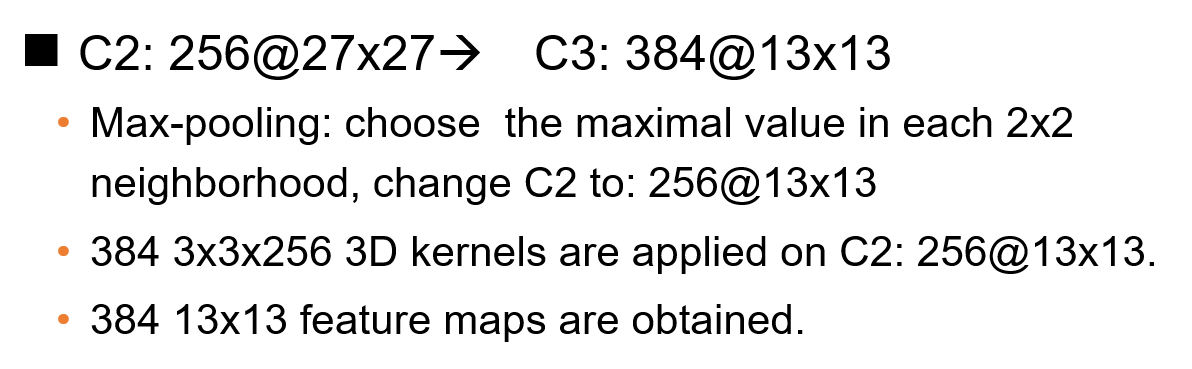 ■ C2: 256@27x27→ C3: 384@13x13
• Max-pooling: choose the maximal value in each 2x2
neighborhood, change C2 to: 256@13x13
• 384 3x3x256 3D kernels are applied on C2: 256@13x13.
• 384 13x13 feature maps are obtained.